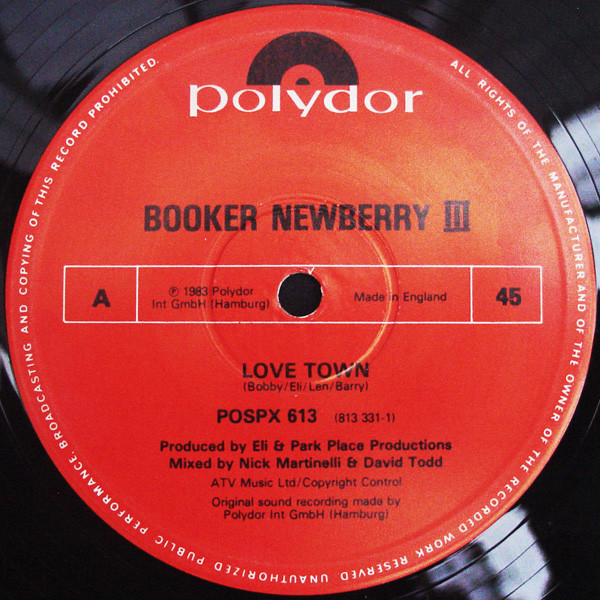 polydor
BOOKER NEWBERRY III
A
℗ 1983 Polydor
Int GmbH (Hamburg)
Made in England
45
LOVE TOWN
(Bobby/Eli/Len/Barry)
POSPX 613 (813 331-1)
Produced by Eli & Park Place Productions
Mixed by Nick Martinelli & David Todd
ATV Music Ltd/Copyright Control
Original sound recording made by
Polydor Int GmbH (Hamburg)
ALL RIGHTS OF THE MANUFACTURER AND OF THE OWNER OF THE RECORDED WORK RESERVED. UNAUTHORIZED PUBLIC PERFORMANCE, BROADCASTING AND COPYING OF THIS RECORD PROHIBITED.